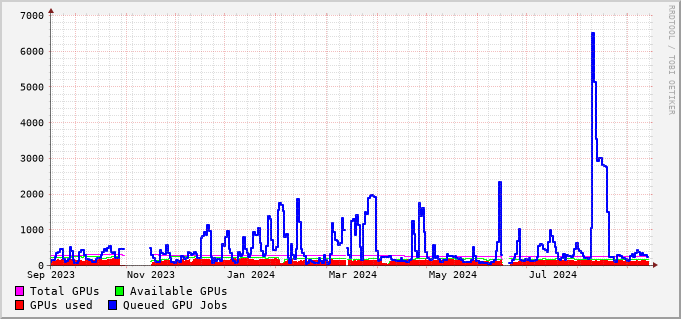 7000
6000
5000
4000
3000
2000
1000
0
Sep 2023 Nov 2023 Jan 2024 Mar 2024 May 2024 Jul 2024
Total GPUs Available GPUs
GPUs used Queued GPU Jobs
RRDTOOL / TOBI OETIKER